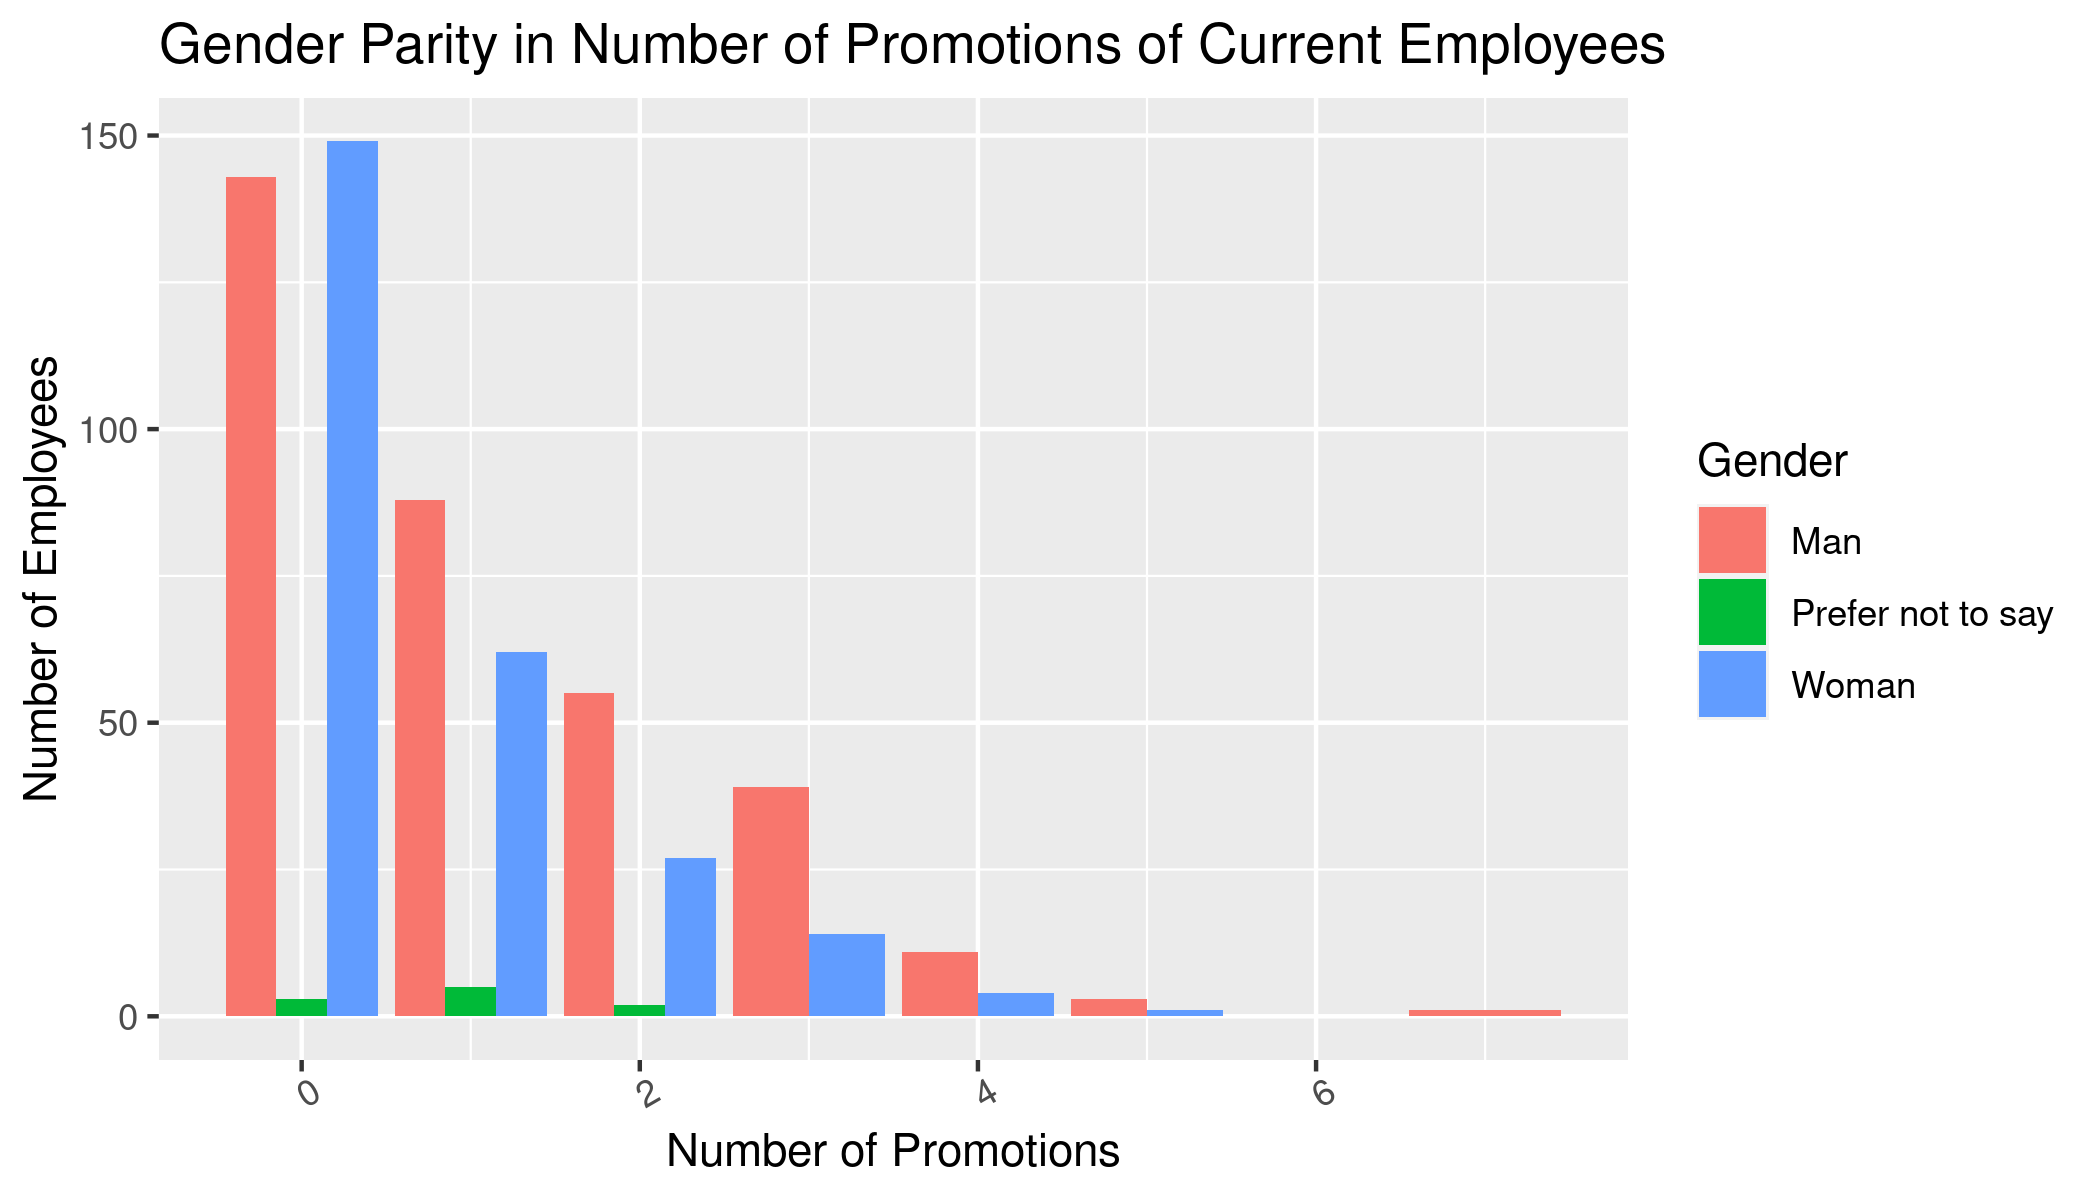 Gender Parity in Number of Promotions of Current Employees
150
100
50
0
Number of Employees
0 2 4 6
Number of Promotions
Gender
Man
Prefer not to say
Woman